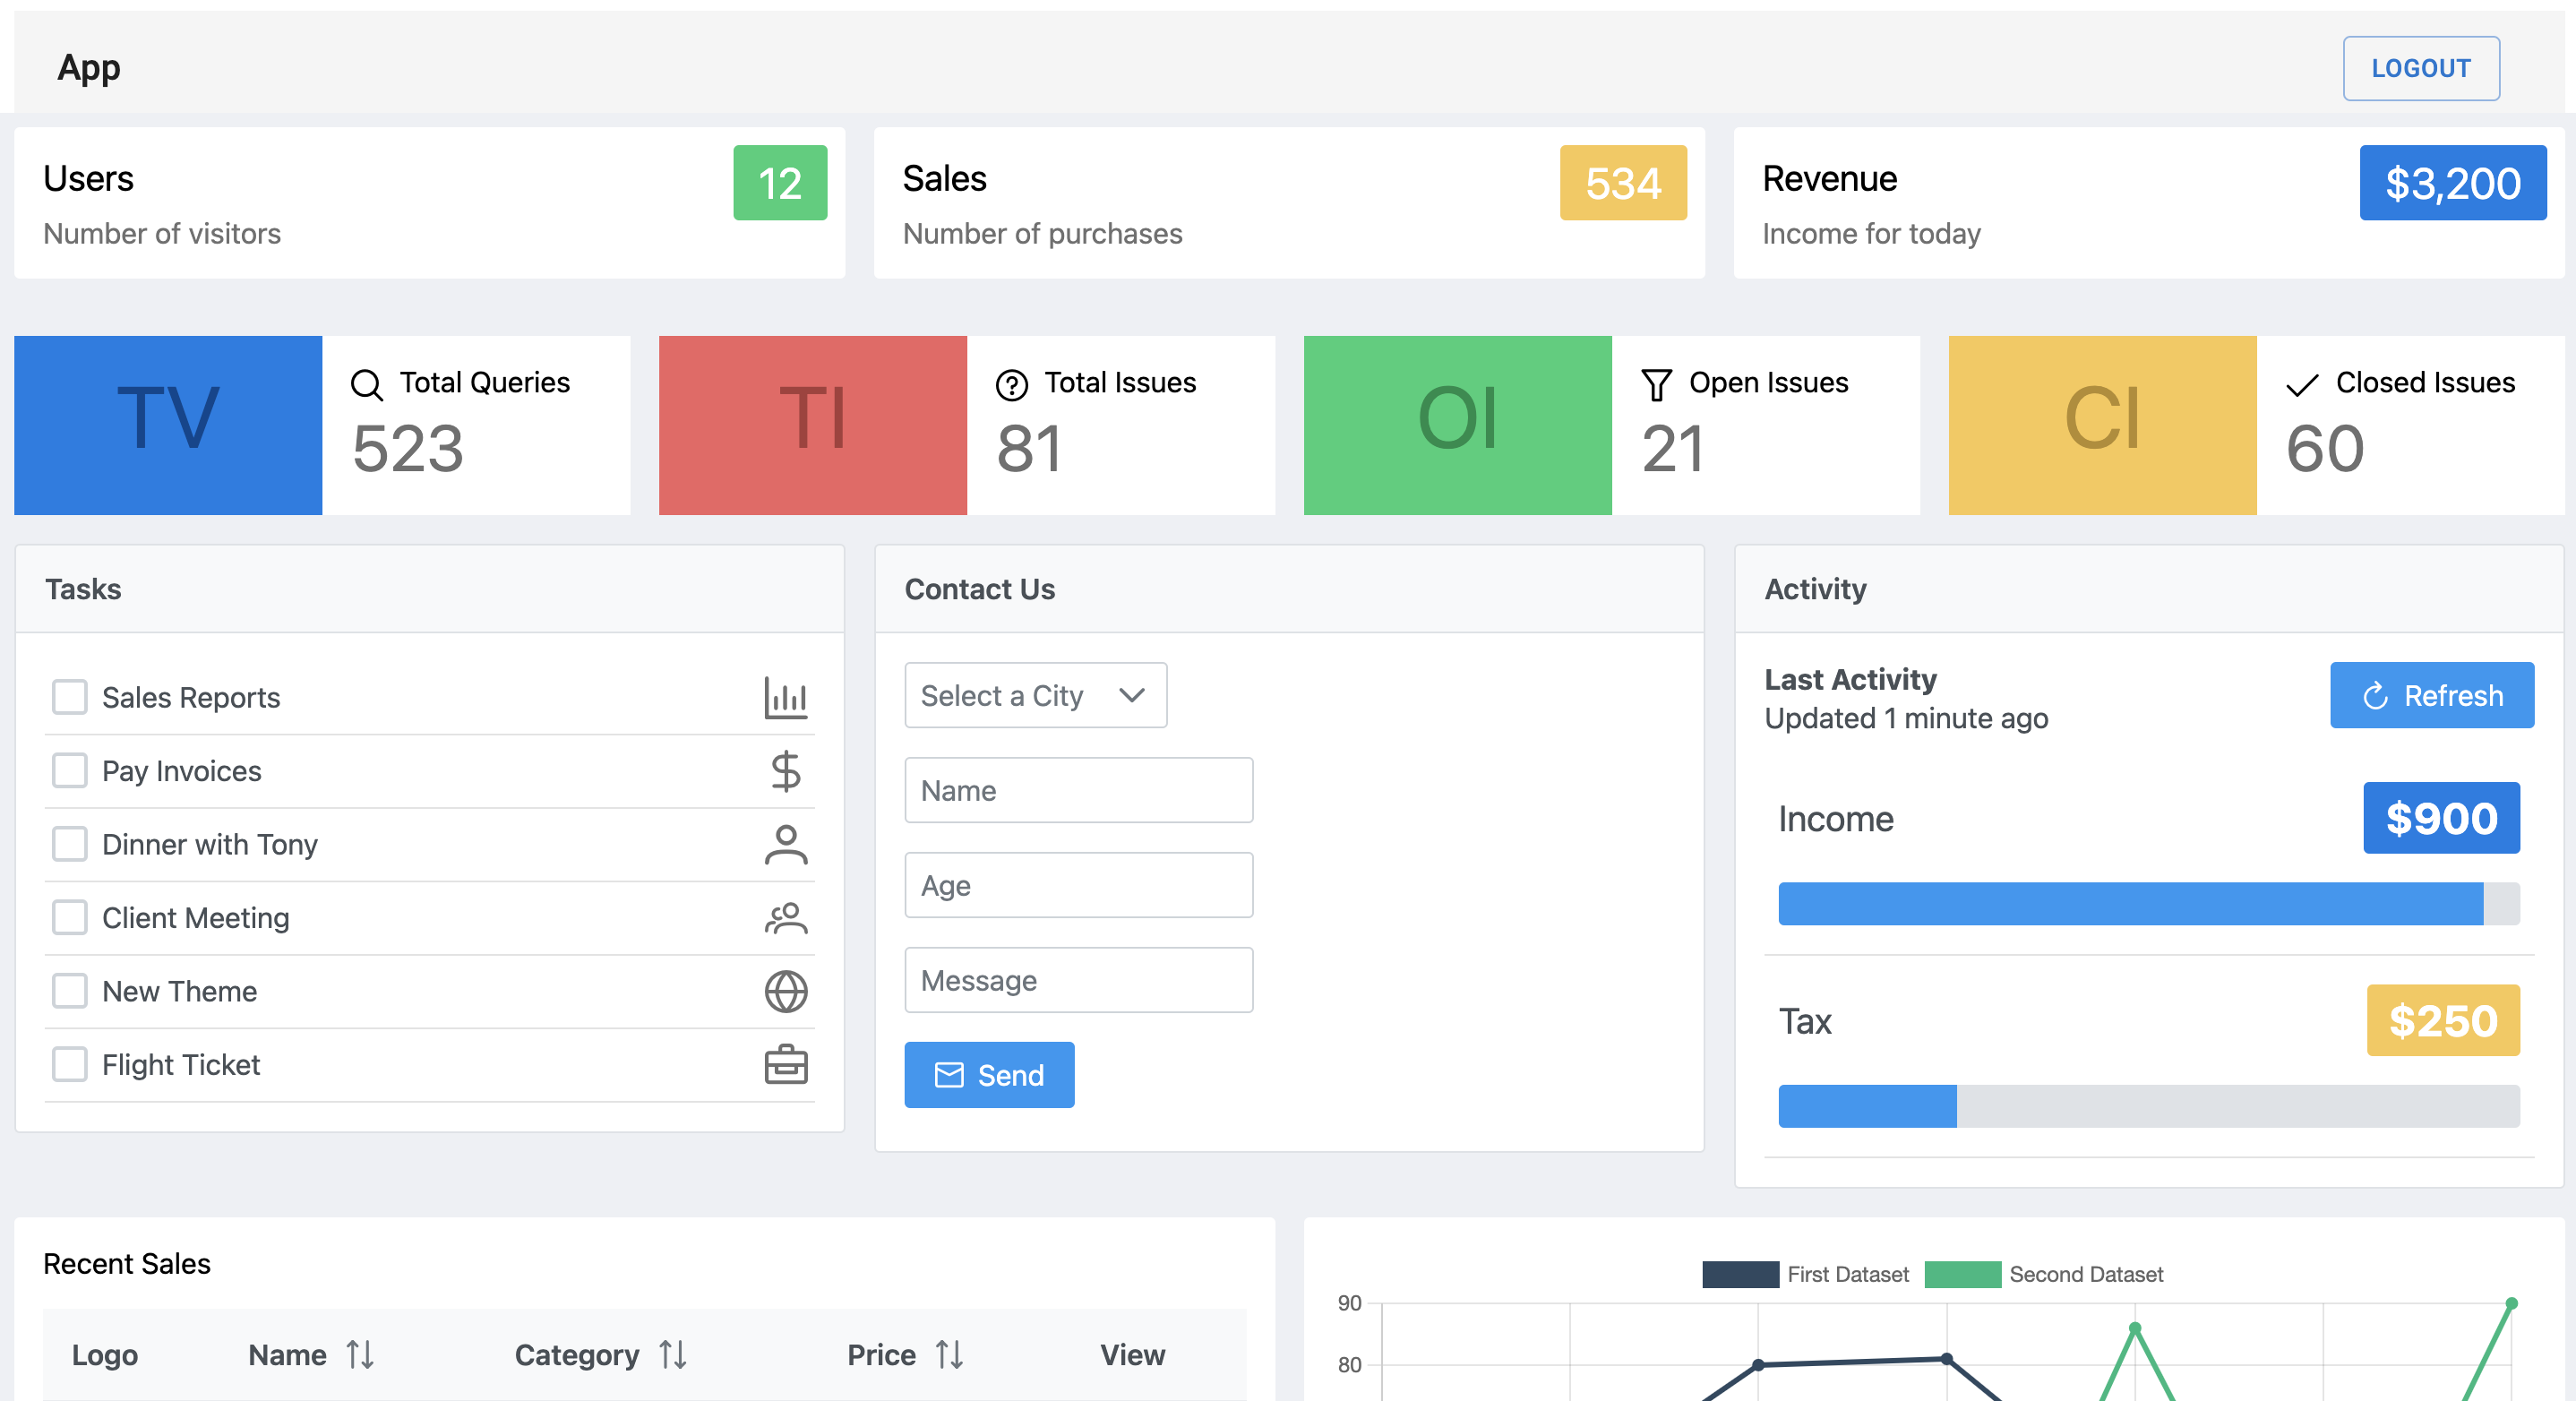 App
LOGOUT
Users
12
Number of visitors
Sales
534
Number of purchases
Revenue
$3,200
Income for today
TV
Total Queries
523
TI
Total Issues
81
OI
Open Issues
21
CI
Closed Issues
60
Tasks
Sales Reports
Pay Invoices
Dinner with Tony
Client Meeting
New Theme
Flight Ticket
Contact Us
Select a City
Name
Age
Message
Send
Activity
Last Activity
Updated 1 minute ago
Refresh
Income
$900
Tax
$250
Recent Sales
Logo Name Category Price View
First Dataset Second Dataset
90
80